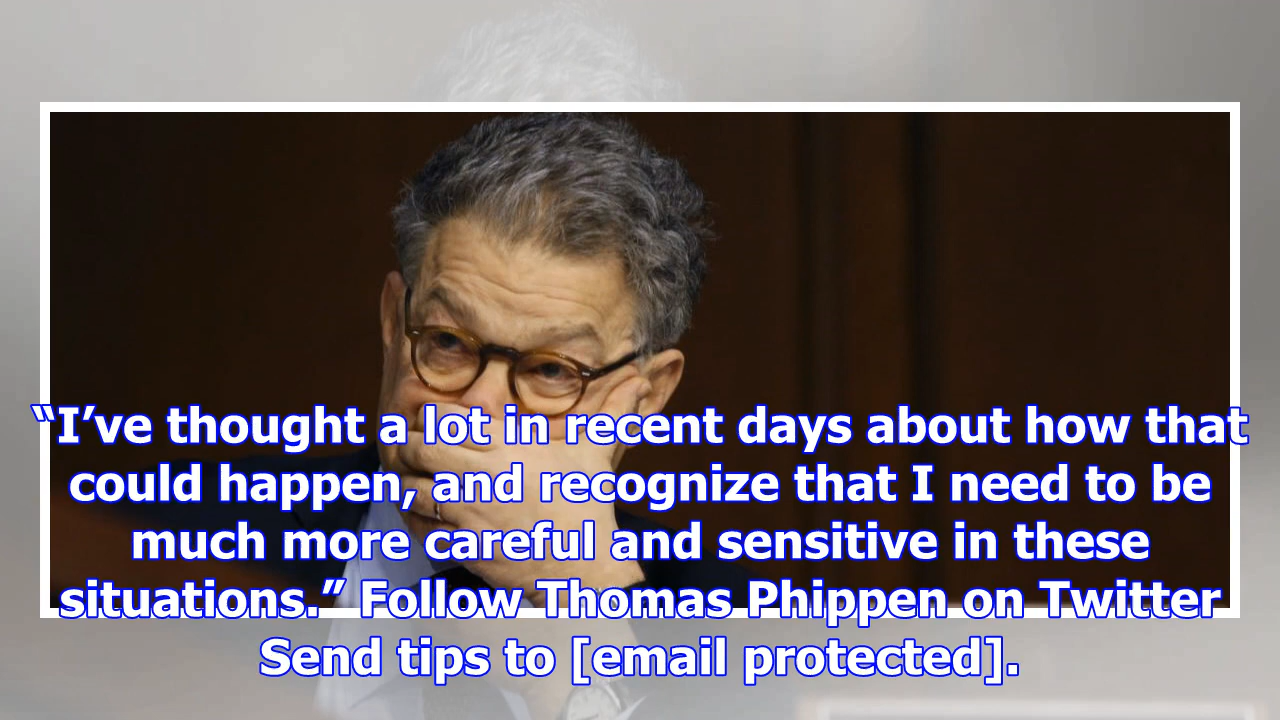 “I’ve thought a lot in recent days about how that
could happen, and recognize that I need to be
much more careful and sensitive in these
situations.” Follow Thomas Phippen on Twitter
Send tips to [email protected].